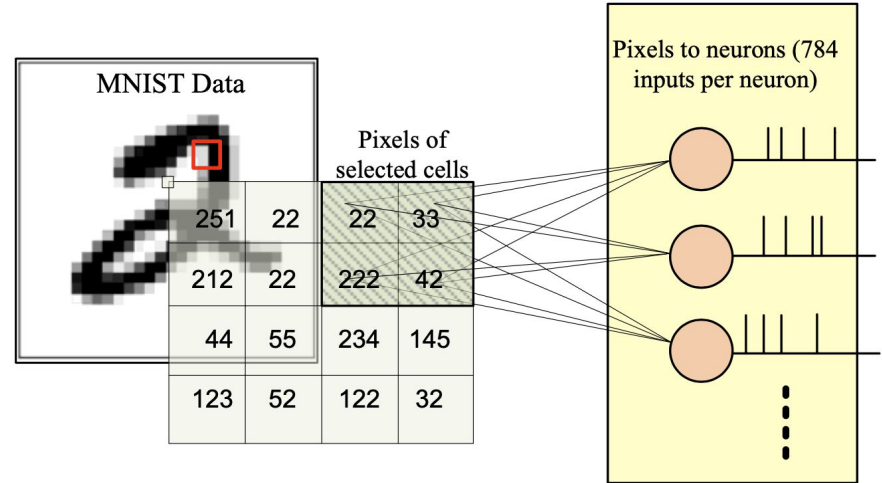 MNIST Data
Pixels of
selected cells
251 22 22 33
212 22 222 42
44 55 234 145
123 52 122 32
Pixels to neurons (784
inputs per neuron)